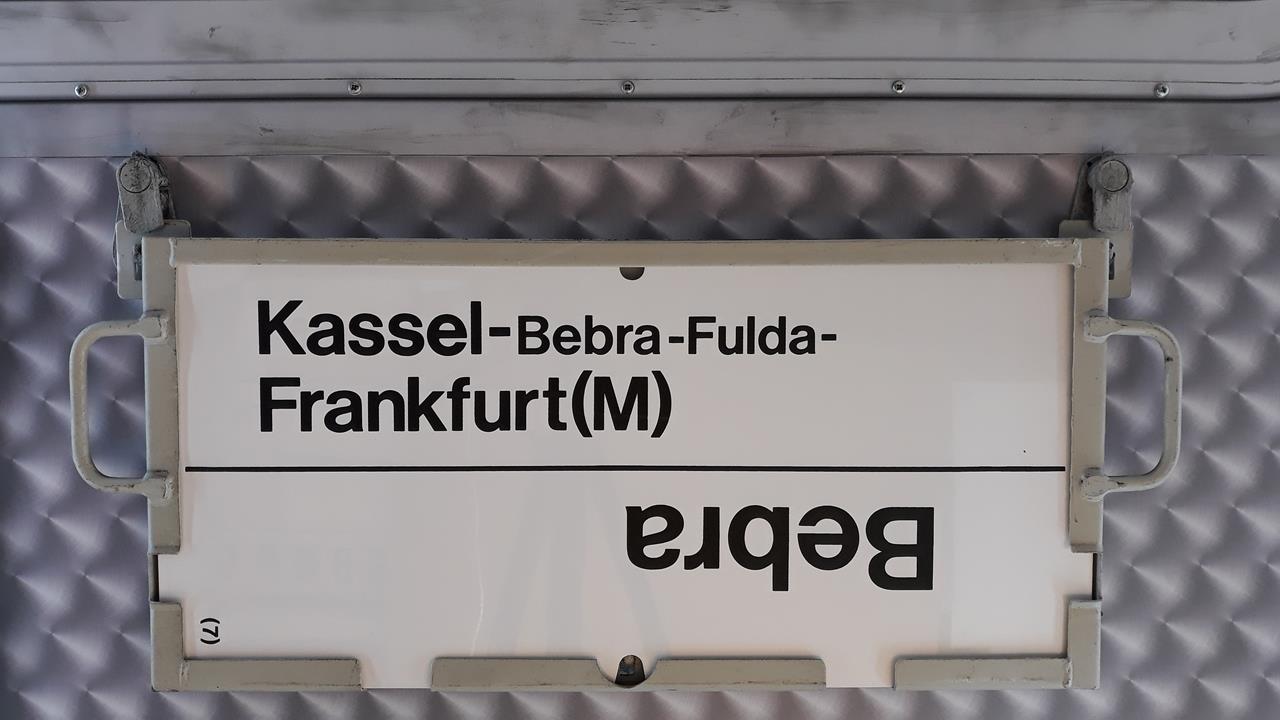 Kassel-Bebra-Fulda-
Frankfurt(M)
Bebra
(7)